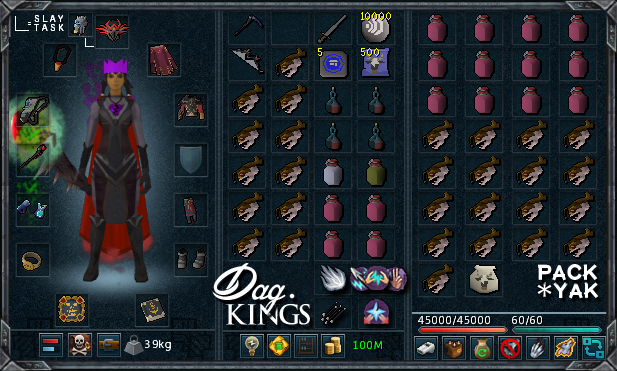 =SLAY
TASK
10000
5
500
Dag.
KINGS
PACK
*YAK
45000/45000
60/60
39kg
100M